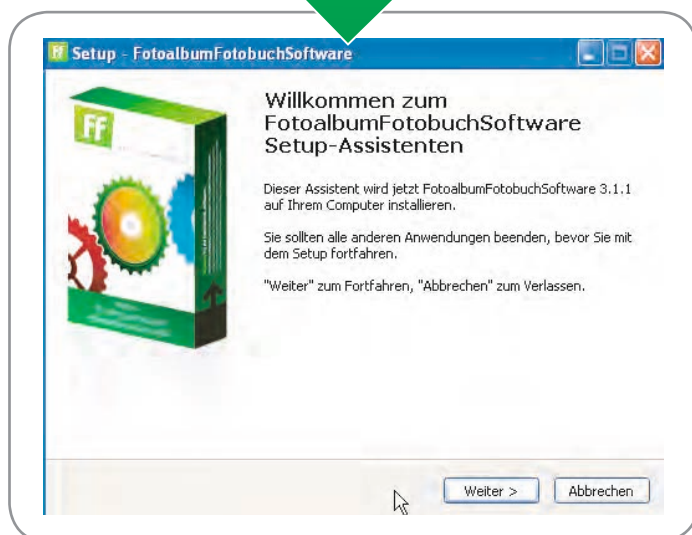 Setup - FotoalbumFotobuchSoftware
Ff
Willkommen zum
FotoalbumFotobuchSoftware
Setup-Assistenten
Dieser Assistent wird jetzt FotoalbumFotobuchSoftware 3.1.1
auf Ihrem Computer installieren.
Sie sollten alle anderen Anwendungen beenden, bevor Sie mit
dem Setup fortfahren.
"Weiter" zum Fortfahren, "Abbrechen" zum Verlassen.
Weiter >
Abbrechen